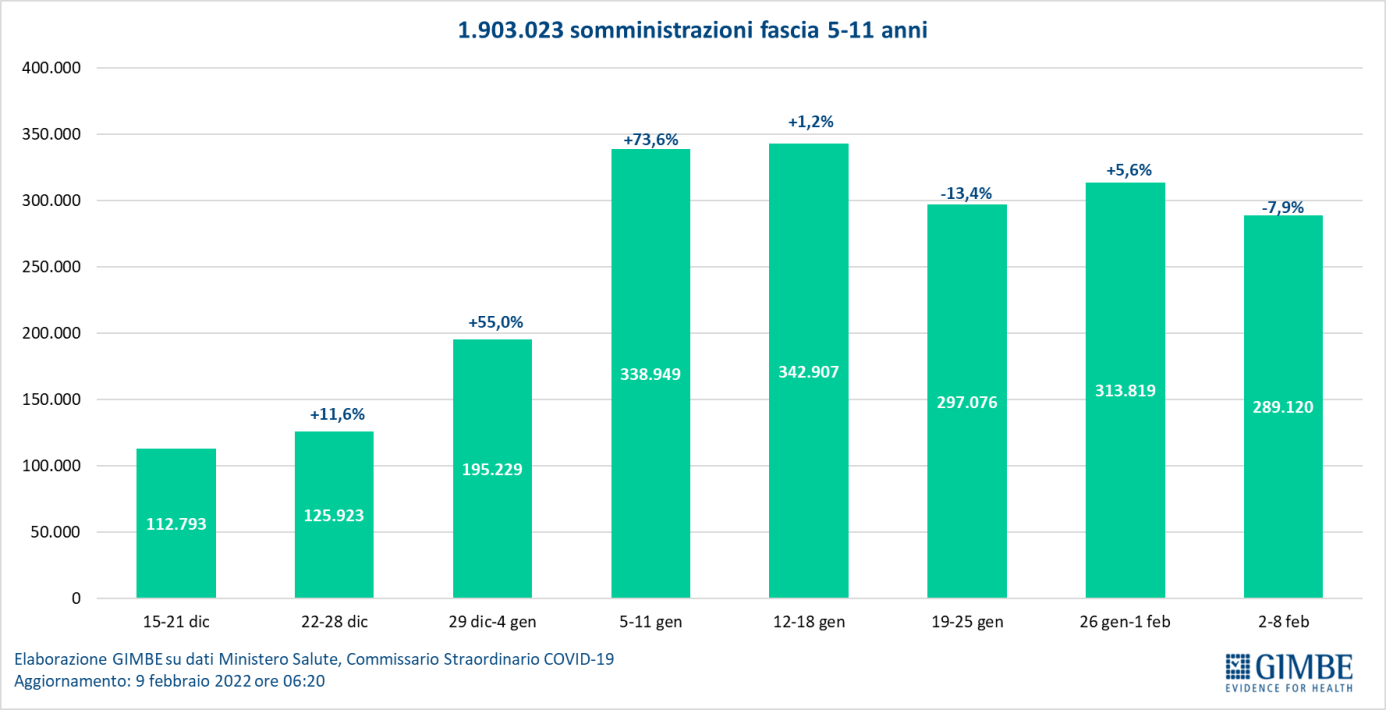 1.903.023 somministrazioni fascia 5-11 anni
400.000
350.000
300.000
250.000
200.000
150.000
100.000
50.000
0
+11,6%
+55,0%
+73,6%
+1,2%
-13,4%
+5,6%
-7,9%
112.793
125.923
195.229
338.949
342.907
297.076
313.819
289.120
15-21 dic
22-28 dic
29 dic-4 gen
5-11 gen
12-18 gen
19-25 gen
26 gen-1 feb
2-8 feb
Elaborazione GIMBE su dati Ministero Salute, Commissario Straordinario COVID-19
Aggiornamento: 9 febbraio 2022 ore 06:20
GIMBE
EVIDENCE FOR HEALTH